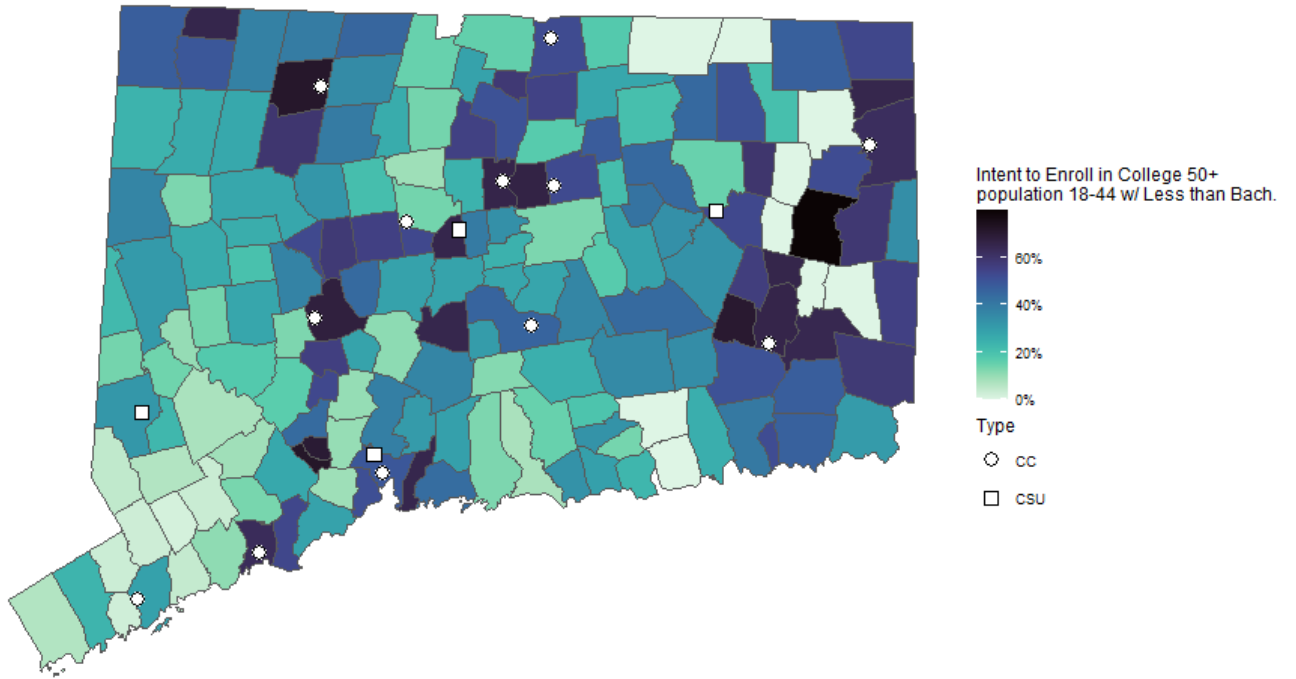 Intent to Enroll in College 50+
population 18-44 w/ Less than Bach.
60%
40%
20%
0%
Type
CC
CSU